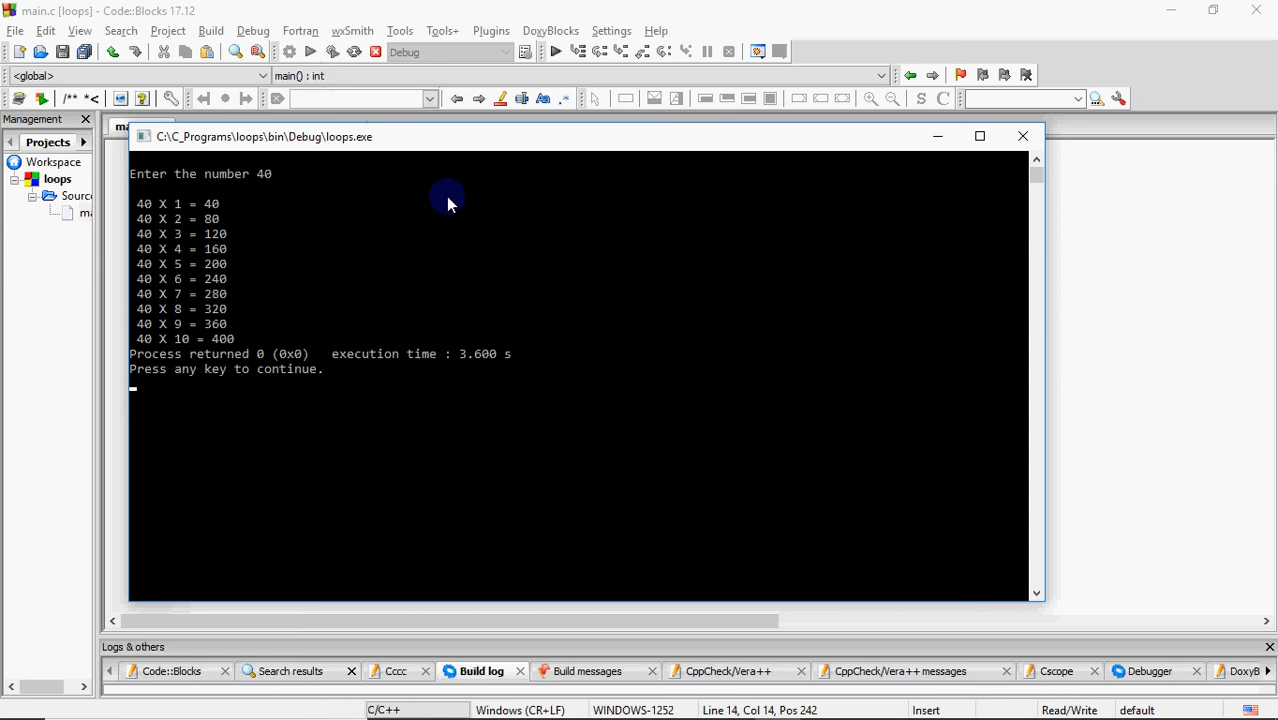 main.c [loops] - Code::Blocks 17.12
File Edit View Search Project Build Debug Fortran wxSmith Tools Tools+ Plugins DoxyBlocks Settings Help
Debug
<global> main() : int
/** *<
S C
Management
Projects
Workspace
loops
C:\C_Programs\loops\bin\Debug\loops.exe
Enter the number 40
40 X 1 = 40
40 X 2 = 80
40 X 3 = 120
40 X 4 = 160
40 X 5 = 200
40 X 6 = 240
40 X 7 = 280
40 X 8 = 320
40 X 9 = 360
40 X 10 = 400
Process returned 0 (0x0)   execution time : 3.600 s
Press any key to continue.
Logs & others
Code::Blocks Search results Cccc Build log Build messages CppCheck/Vera++ CppCheck/Vera++ messages Cscope Debugger DoxyB
C/C++ Windows (CR+LF) WINDOWS-1252 Line 14, Col 14, Pos 242 Insert Read/Write default